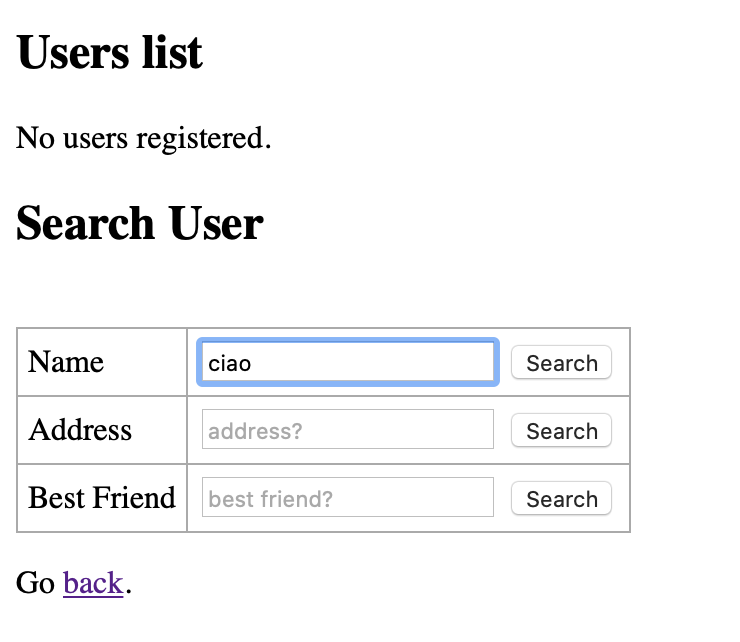 Users list
No users registered.
Search User
Name ciao Search
Address address? Search
Best Friend best friend? Search
Go back.